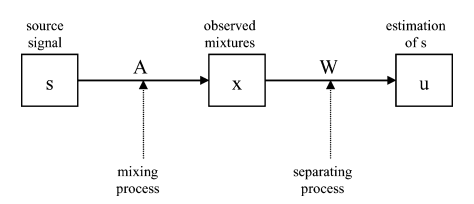 source
signal
observed
mixtures
estimation
of s
s
A
x
W
u
mixing
process
separating
process